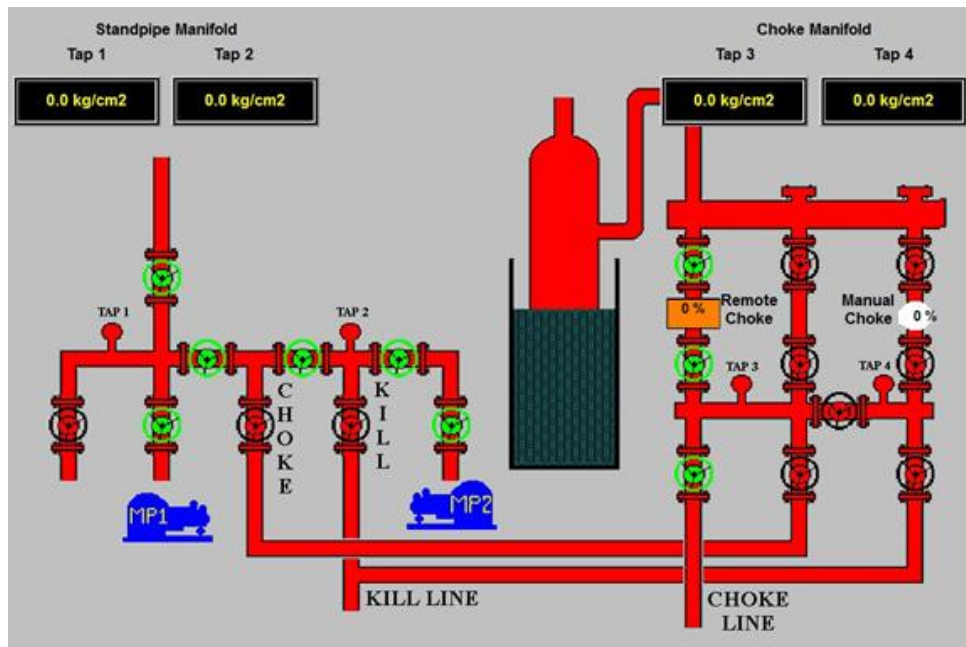 Standpipe Manifold
Tap 1
Tap 2
0.0 kg/cm2
0.0 kg/cm2
Choke Manifold
Tap 3
Tap 4
0.0 kg/cm2
0.0 kg/cm2
TAP 1
TAP 2
CHOKE
KILL
MP1
MP2
0 %
Remote
Choke
Manual
Choke
0 %
TAP 3
TAP 4
KILL LINE
CHOKE
LINE